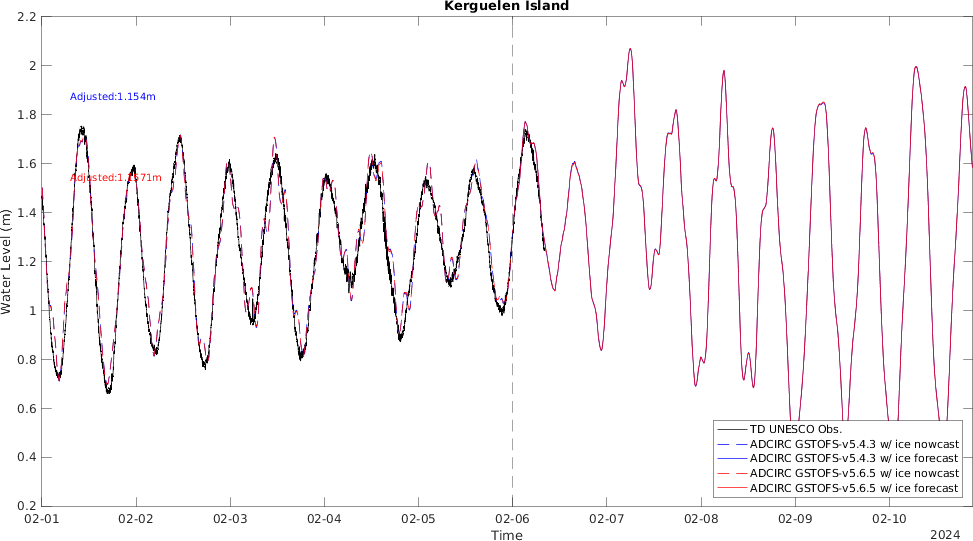 Kerguelen Island
2.2
2
1.8
1.6
1.4
1.2
1
0.8
0.6
0.4
0.2
Water Level (m)
Adjusted:1.154m
Adjusted:1.1571m
TD UNESCO Obs.
ADCIRC GSTOFS-v5.4.3 w/ ice nowcast
ADCIRC GSTOFS-v5.4.3 w/ ice forecast
ADCIRC GSTOFS-v5.6.5 w/ ice nowcast
ADCIRC GSTOFS-v5.6.5 w/ ice forecast
02-01 02-02 02-03 02-04 02-05 02-06 02-07 02-08 02-09 02-10
Time
2024